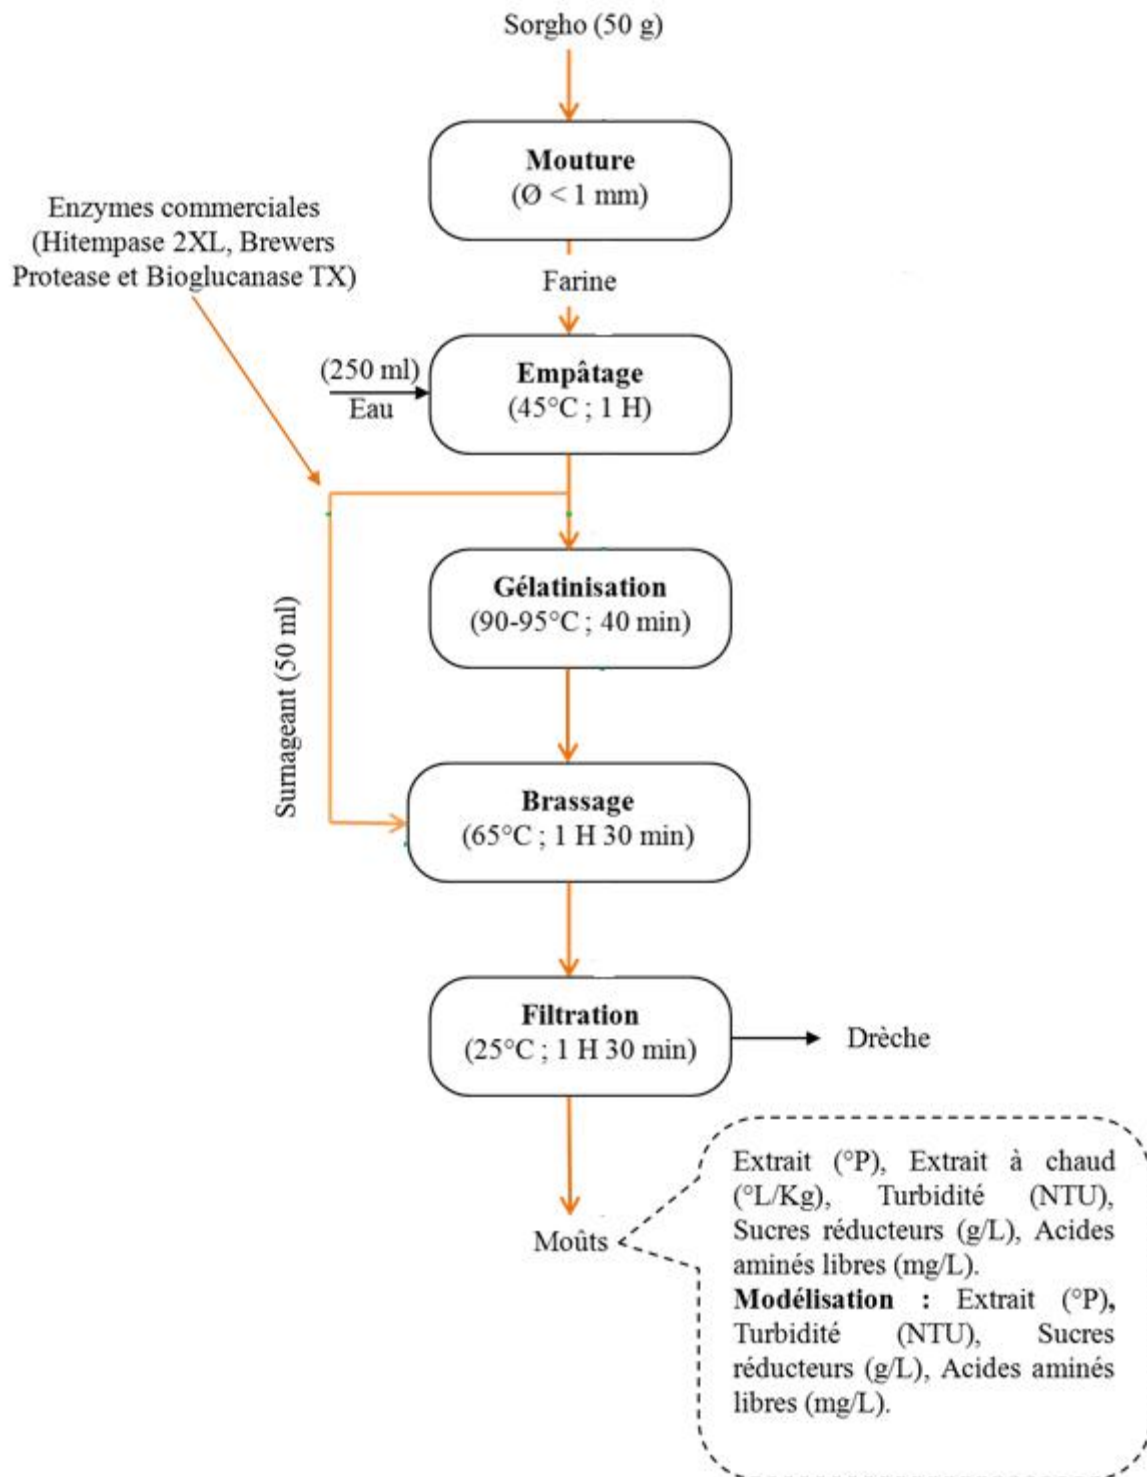 Sorgho (50 g)
Mouture
(Ø < 1 mm)
Enzymes commerciales
(Hitempase 2XL, Brewers
Protease et Bioglucanase TX)
Farine
(250 ml)
Eau
Empâtage
(45°C ; 1 H)
Gélatinisation
(90-95°C ; 40 min)
Surnageant (50 ml)
Brassage
(65°C ; 1 H 30 min)
Filtration
(25°C ; 1 H 30 min)
Drèche
Moûts
Extrait (°P), Extrait à chaud
(°L/Kg), Turbidité (NTU),
Sucres réducteurs (g/L), Acides
aminés libres (mg/L).
Modélisation : Extrait (°P),
Turbidité (NTU), Sucres
réducteurs (g/L), Acides aminés
libres (mg/L).